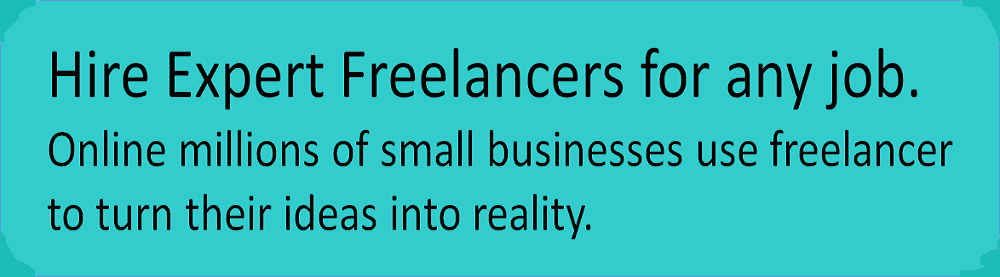 Hire Expert Freelancers for any job.
Online millions of small businesses use freelancer
to turn their ideas into reality.